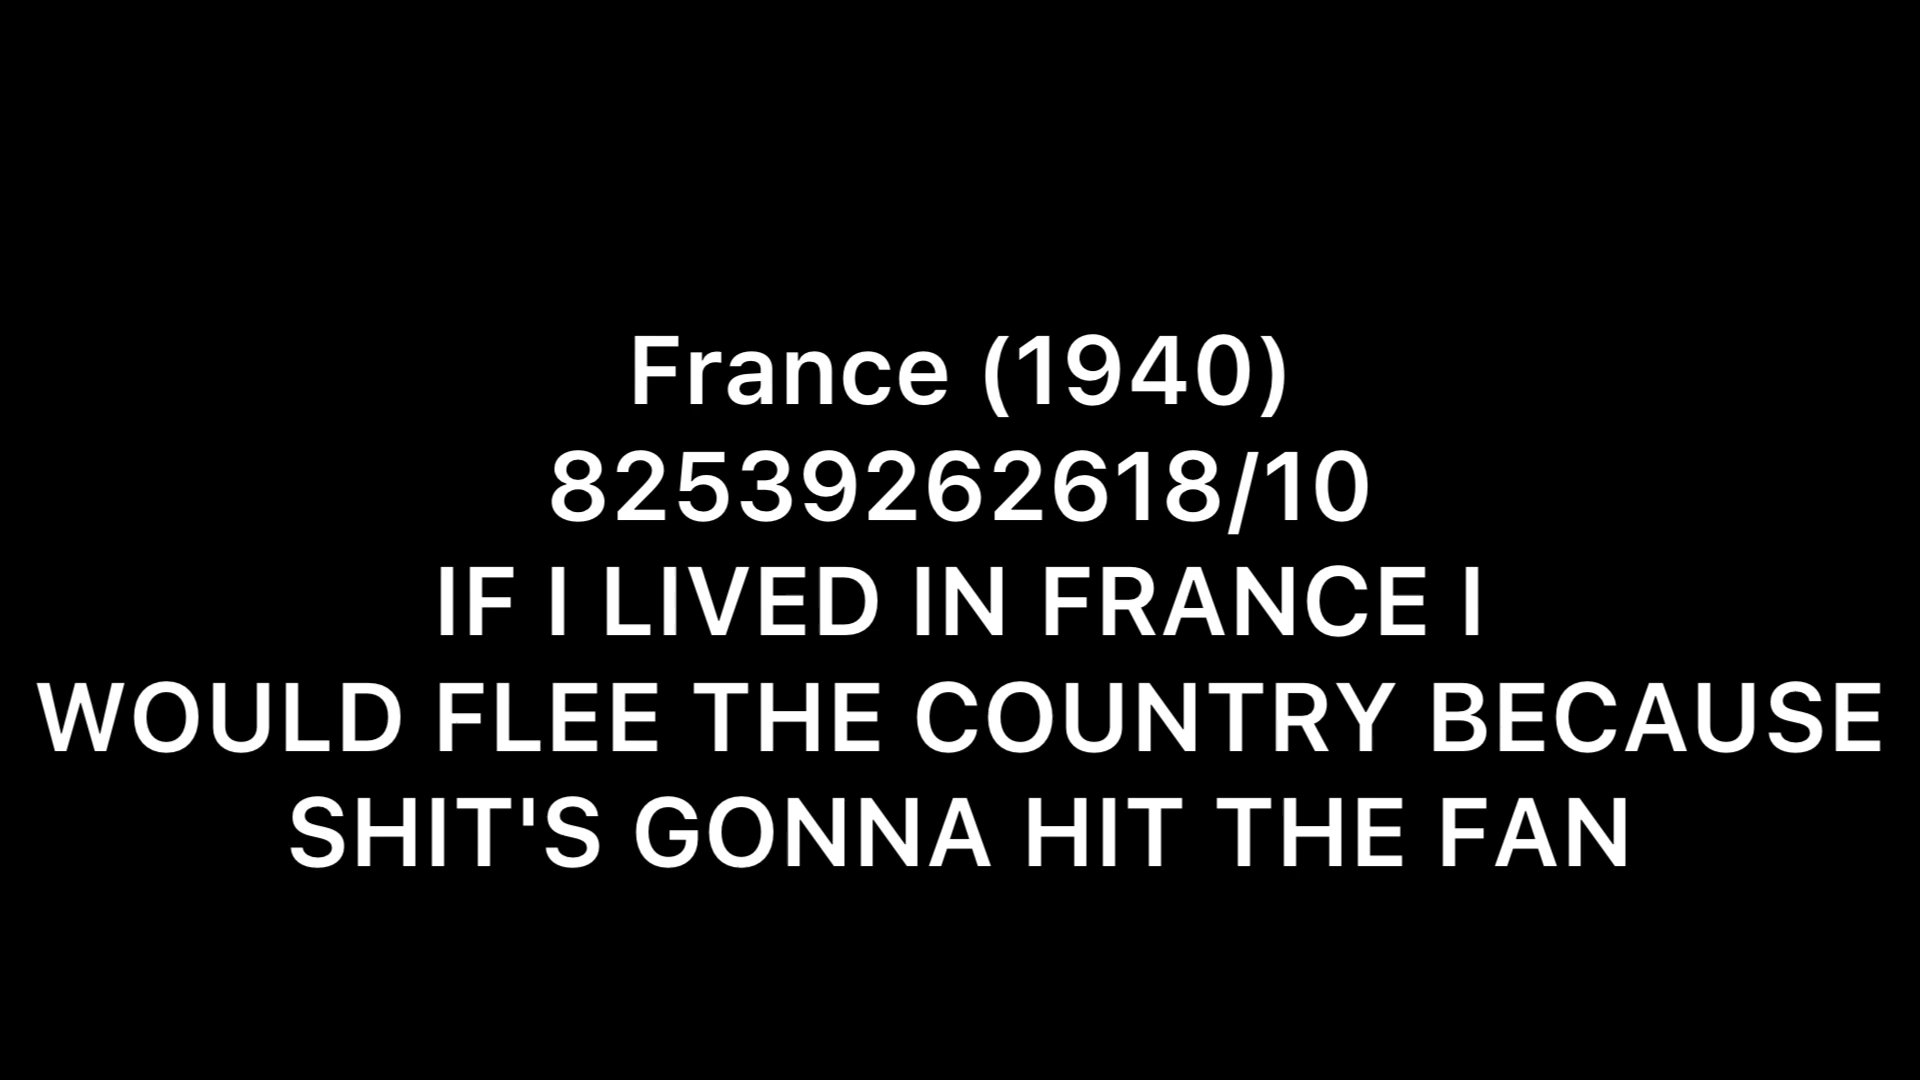 France (1940)
82539262618/10
IF I LIVED IN FRANCE I
WOULD FLEE THE COUNTRY BECAUSE
SHIT'S GONNA HIT THE FAN